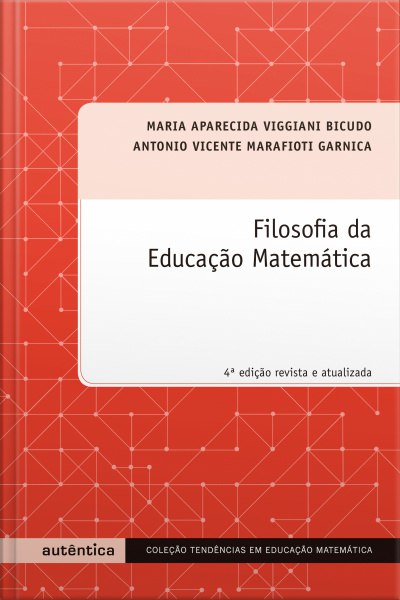 MARIA APARECIDA VIGGIANI BICUDO
ANTONIO VICENTE MARAFIOTI GARNICA
Filosofia da
Educação Matemática
4ª edição revista e atualizada
autêntica COLEÇÃO TENDÊNCIAS EM EDUCAÇÃO MATEMÁTICA